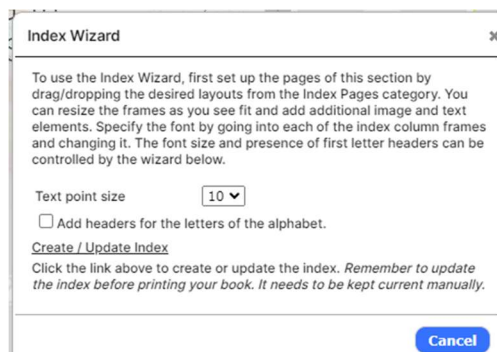 Index Wizard
To use the Index Wizard, first set up the pages of this section by
drag/dropping the desired layouts from the Index Pages category. You
can resize the frames as you see fit and add additional image and text
elements. Specify the font by going into each of the index column frames
and changing it. The font size and presence of first letter headers can be
controlled by the wizard below.
Text point size 10
Add headers for the letters of the alphabet.
Create / Update Index
Click the link above to create or update the index. Remember to update
the index before printing your book. It needs to be kept current manually.
Cancel